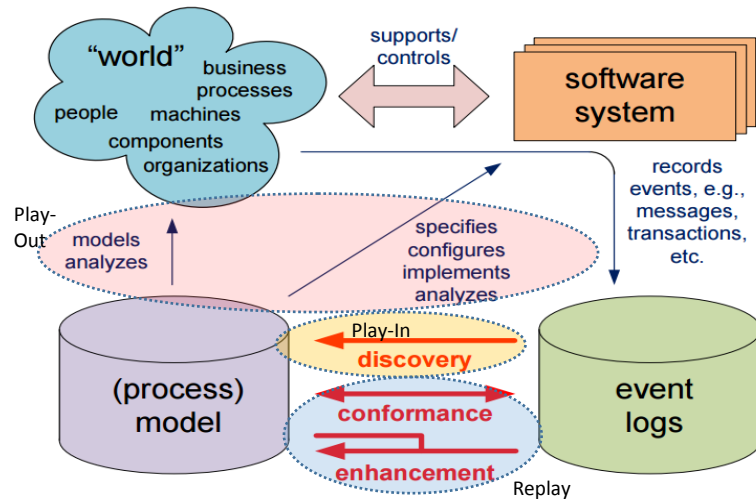 “world”
business
processes
people
machines
components
organizations
supports/
controls
software
system
records
events, e.g.,
messages,
transactions,
etc.
Play-
Out
models
analyzes
specifies
configures
implements
analyzes
Play-In
discovery
(process)
model
conformance
enhancement
event
logs
Replay